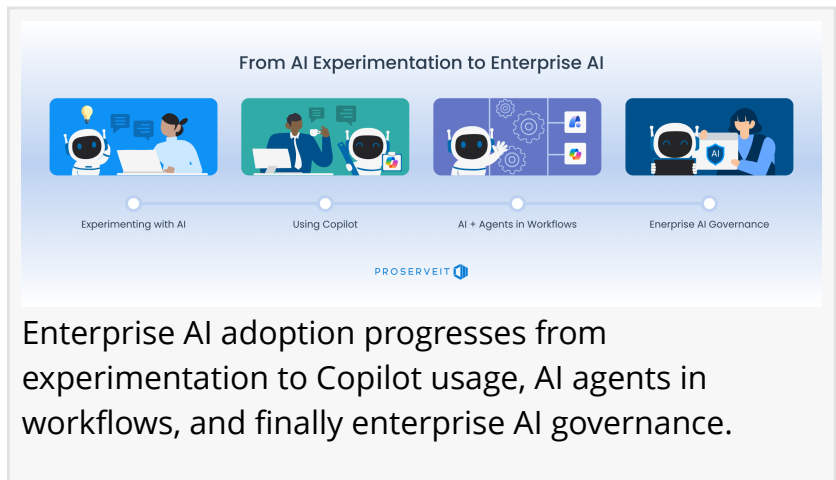 From AI Experimentation to Enterprise AI
AI
Experimenting with AI
Using Copilot
AI + Agents in Workflows
Enerprise AI Governance
PROSERVEIT
Enterprise AI adoption progresses from
experimentation to Copilot usage, AI agents in
workflows, and finally enterprise AI governance.